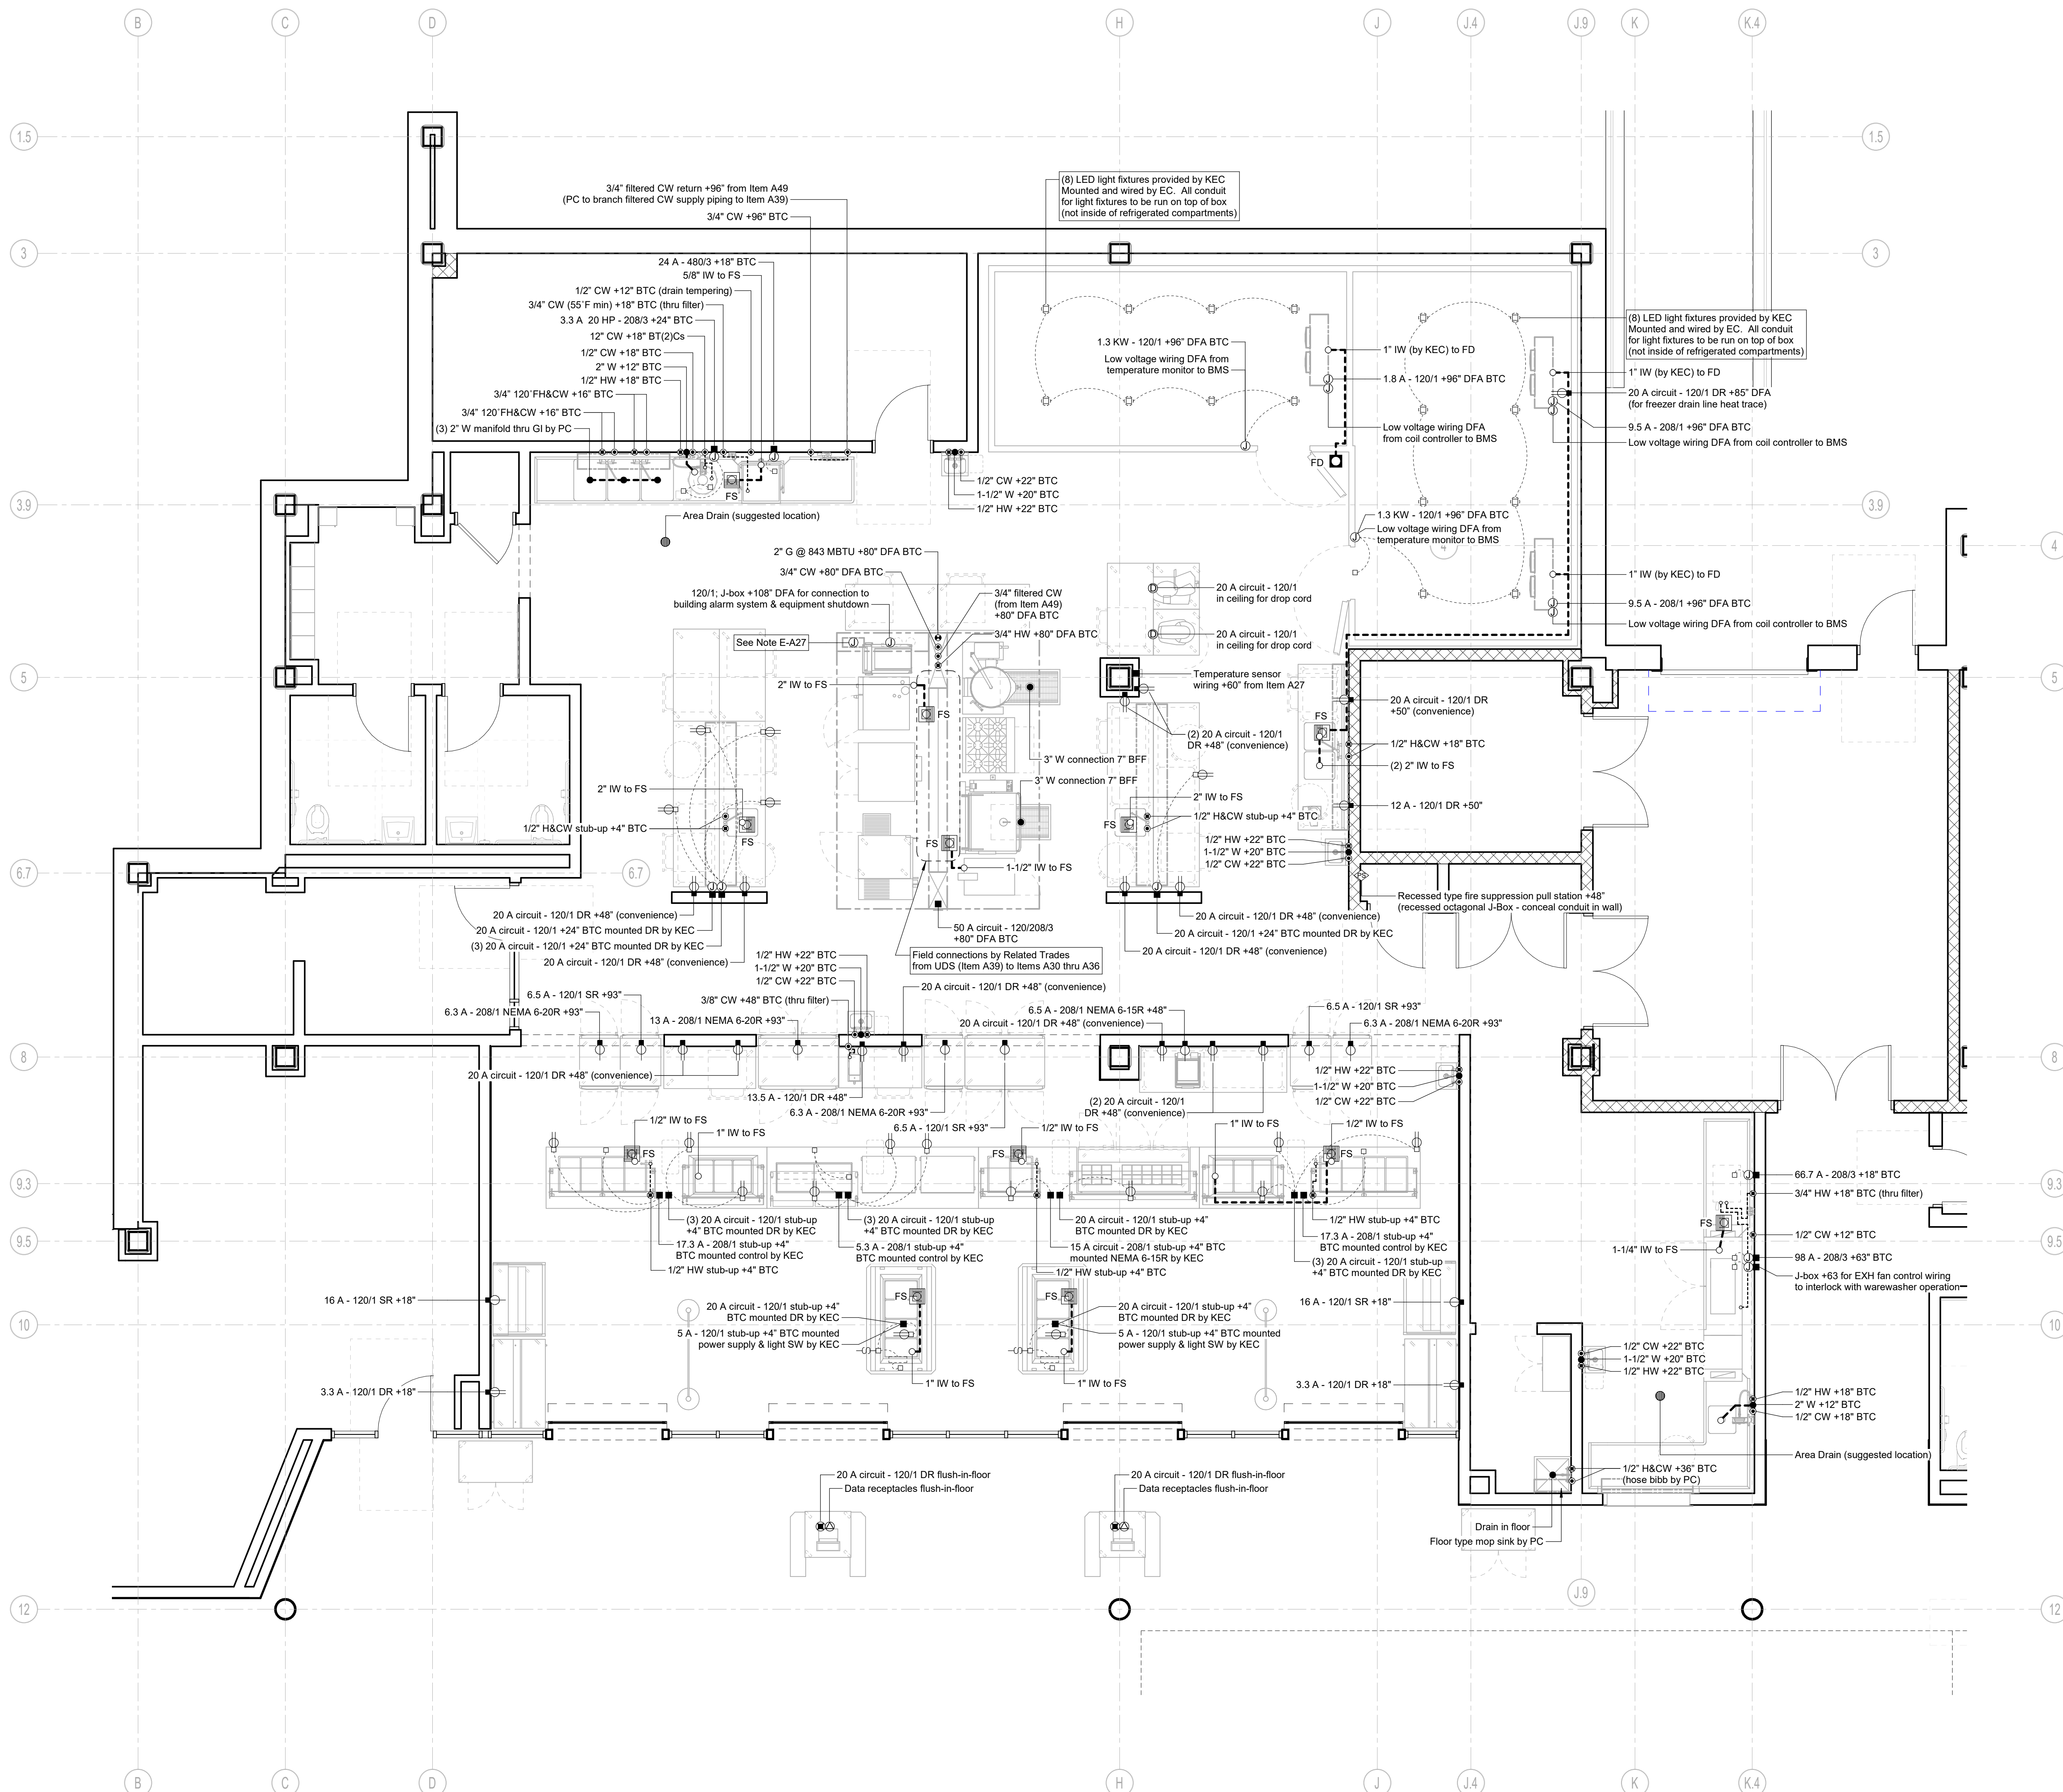 B
C
D
H
J
J.4
J.9
K
K.4
1.5
1.5
3/4" filtered CW return +96" from Item A49
(PC to branch filtered CW supply piping to Item A39)
3/4" CW +96" BTC
(8) LED light fixtures provided by KEC
Mounted and wired by EC. All conduit
for light fixtures to be run on top of box
(not inside of refrigerated compartments)
3
3
24 A - 480/3 +18" BTC
5/8" IW to FS
1/2" CW +12" BTC (drain tempering)
3/4" CW (55˚F min) +18" BTC (thru filter)
3.3 A 20 HP - 208/3 +24" BTC
12" CW +18" BT(2)Cs
1/2" CW +18" BTC
2" W +12" BTC
1/2" HW +18" BTC
3/4" 120˚FH&CW +16" BTC
3/4" 120˚FH&CW +16" BTC
(3) 2" W manifold thru GI by PC
FS
1.3 KW - 120/1 +96" DFA BTC
Low voltage wiring DFA from
temperature monitor to BMS
1" IW (by KEC) to FD
1.8 A - 120/1 +96" DFA BTC
Low voltage wiring DFA
from coil controller to BMS
FD
(8) LED light fixtures provided by KEC
Mounted and wired by EC. All conduit
for light fixtures to be run on top of box
(not inside of refrigerated compartments)
1" IW (by KEC) to FD
20 A circuit - 120/1 DR +85" DFA
(for freezer drain line heat trace)
9.5 A - 208/1 +96" DFA BTC
Low voltage wiring DFA from coil controller to BMS
1/2" CW +22" BTC
1-1/2" W +20" BTC
1/2" HW +22" BTC
3.9
3.9
Area Drain (suggested location)
1.3 KW - 120/1 +96" DFA BTC
Low voltage wiring DFA from
temperature monitor to BMS
4
4
2" G @ 843 MBTU +80" DFA BTC
3/4" CW +80" DFA BTC
120/1; J-box +108" DFA for connection to
building alarm system & equipment shutdown
See Note E-A27
3/4" filtered CW
(from Item A49)
+80" DFA BTC
3/4" HW +80" DFA BTC
20 A circuit - 120/1
in ceiling for drop cord
20 A circuit - 120/1
in ceiling for drop cord
1" IW (by KEC) to FD
9.5 A - 208/1 +96" DFA BTC
Low voltage wiring DFA from coil controller to BMS
5
5
2" IW to FS
FS
Temperature sensor
wiring +60" from Item A27
(2) 20 A circuit - 120/1
DR +48" (convenience)
FS
20 A circuit - 120/1 DR
+50" (convenience)
1/2" H&CW +18" BTC
(2) 2" IW to FS
12 A - 120/1 DR +50"
3" W connection 7" BFF
3" W connection 7" BFF
2" IW to FS
1/2" H&CW stub-up +4" BTC
FS
FS
1-1/2" IW to FS
2" IW to FS
FS
1/2" H&CW stub-up +4" BTC
1/2" HW +22" BTC
1-1/2" W +20" BTC
1/2" CW +22" BTC
6.7
6.7
PS
Recessed type fire suppression pull station +48"
(recessed octagonal J-Box - conceal conduit in wall)
20 A circuit - 120/1 DR +48" (convenience)
20 A circuit - 120/1 +24" BTC mounted DR by KEC
(3) 20 A circuit - 120/1 +24" BTC mounted DR by KEC
20 A circuit - 120/1 DR +48" (convenience)
50 A circuit - 120/208/3
+80" DFA BTC
Field connections by Related Trades
from UDS (Item A39) to Items A30 thru A36
20 A circuit - 120/1 DR +48" (convenience)
20 A circuit - 120/1 +24" BTC mounted DR by KEC
20 A circuit - 120/1 DR +48" (convenience)
1/2" HW +22" BTC
1-1/2" W +20" BTC
1/2" CW +22" BTC
3/8" CW +48" BTC (thru filter)
20 A circuit - 120/1 DR +48" (convenience)
6.5 A - 120/1 SR +93"
6.3 A - 208/1 NEMA 6-20R +93"
13 A - 208/1 NEMA 6-20R +93"
6.5 A - 208/1 NEMA 6-15R +48"
20 A circuit - 120/1 DR +48" (convenience)
6.5 A - 120/1 SR +93"
6.3 A - 208/1 NEMA 6-20R +93"
8
8
20 A circuit - 120/1 DR +48" (convenience)
13.5 A - 120/1 DR +48"
6.3 A - 208/1 NEMA 6-20R +93"
6.5 A - 120/1 SR +93"
(2) 20 A circuit - 120/1
DR +48" (convenience)
1/2" HW +22" BTC
1-1/2" W +20" BTC
1/2" CW +22" BTC
1/2" IW to FS
1" IW to FS
FS
1/2" IW to FS
FS
1" IW to FS
1/2" IW to FS
FS
9.3
9.3
66.7 A - 208/3 +18" BTC
3/4" HW +18" BTC (thru filter)
FS
1/2" CW +12" BTC
1-1/4" IW to FS
98 A - 208/3 +63" BTC
J-box +63 for EXH fan control wiring
to interlock with warewasher operation
9.5
9.5
(3) 20 A circuit - 120/1 stub-up
+4" BTC mounted DR by KEC
17.3 A - 208/1 stub-up +4"
BTC mounted control by KEC
1/2" HW stub-up +4" BTC
(3) 20 A circuit - 120/1 stub-up
+4" BTC mounted DR by KEC
5.3 A - 208/1 stub-up +4"
BTC mounted control by KEC
20 A circuit - 120/1 stub-up +4"
BTC mounted DR by KEC
15 A circuit - 208/1 stub-up +4" BTC
mounted NEMA 6-15R by KEC
1/2" HW stub-up +4" BTC
1/2" HW stub-up +4" BTC
17.3 A - 208/1 stub-up +4"
BTC mounted control by KEC
(3) 20 A circuit - 120/1 stub-up
+4" BTC mounted DR by KEC
16 A - 120/1 SR +18"
FS
FS
20 A circuit - 120/1 stub-up +4"
BTC mounted DR by KEC
5 A - 120/1 stub-up +4" BTC mounted
power supply & light SW by KEC
20 A circuit - 120/1 stub-up +4"
BTC mounted DR by KEC
5 A - 120/1 stub-up +4" BTC mounted
power supply & light SW by KEC
16 A - 120/1 SR +18"
10
10
1/2" CW +22" BTC
1-1/2" W +20" BTC
1/2" HW +22" BTC
3.3 A - 120/1 DR +18"
1" IW to FS
1" IW to FS
3.3 A - 120/1 DR +18"
1/2" HW +18" BTC
2" W +12" BTC
1/2" CW +18" BTC
Area Drain (suggested location)
20 A circuit - 120/1 DR flush-in-floor
Data receptacles flush-in-floor
20 A circuit - 120/1 DR flush-in-floor
Data receptacles flush-in-floor
1/2" H&CW +36" BTC
(hose bibb by PC)
Drain in floor
Floor type mop sink by PC
J.9
12
12
B
C
D
H
J
J.4
K
K.4